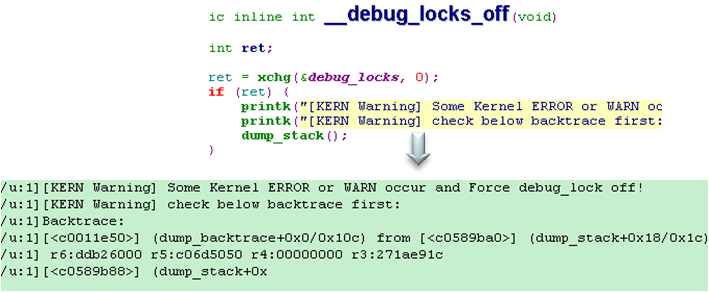 ic inline int __debug_locks_off(void)
int ret;
ret = xchg(&debug_locks, 0);
if (ret) {
printk("[KERN Warning] Some Kernel ERROR or WARN oc
printk("[KERN Warning] check below backtrace first:
dump_stack();
}
/u:1][KERN Warning] Some Kernel ERROR or WARN occur and Force debug_lock off!
/u:1][KERN Warning] check below backtrace first:
/u:1]Backtrace:
/u:1][<c0011e50>] (dump_backtrace+0x0/0x10c) from [<c0589ba0>] (dump_stack+0x18/0x1c)
/u:1] r6:ddb26000 r5:c06d5050 r4:00000000 r3:271ae91c
/u:1][<c0589b88>] (dump_stack+0x